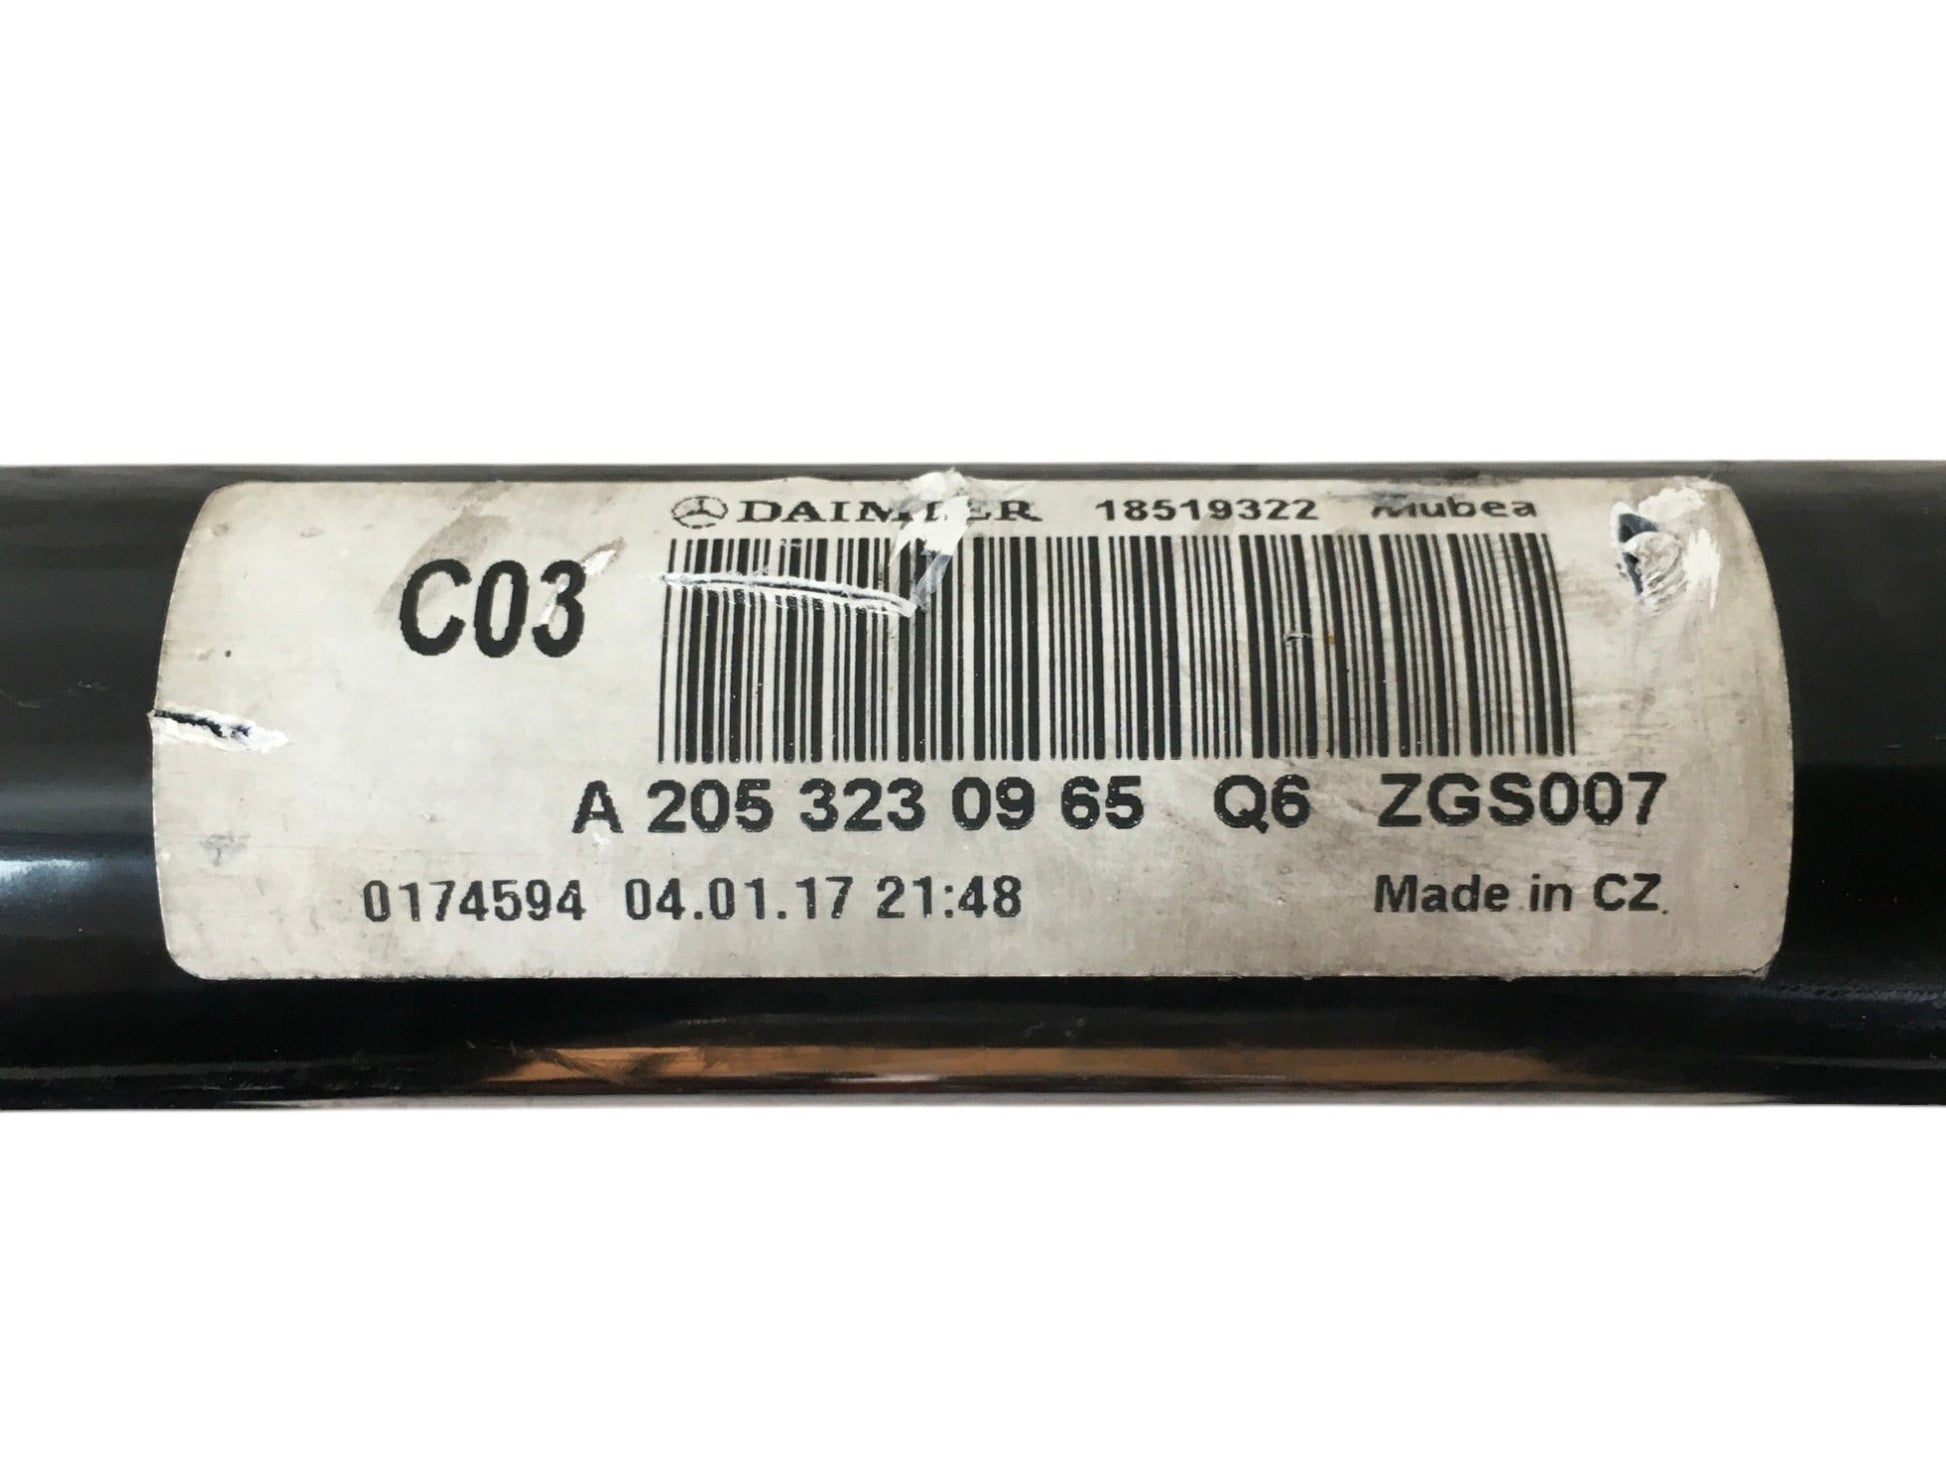 DAIMLER 18519322 Mubea
C03
A 205 323 09 65 Q6 ZGS007
0174594 04.01.17 21:48 Made in CZ.